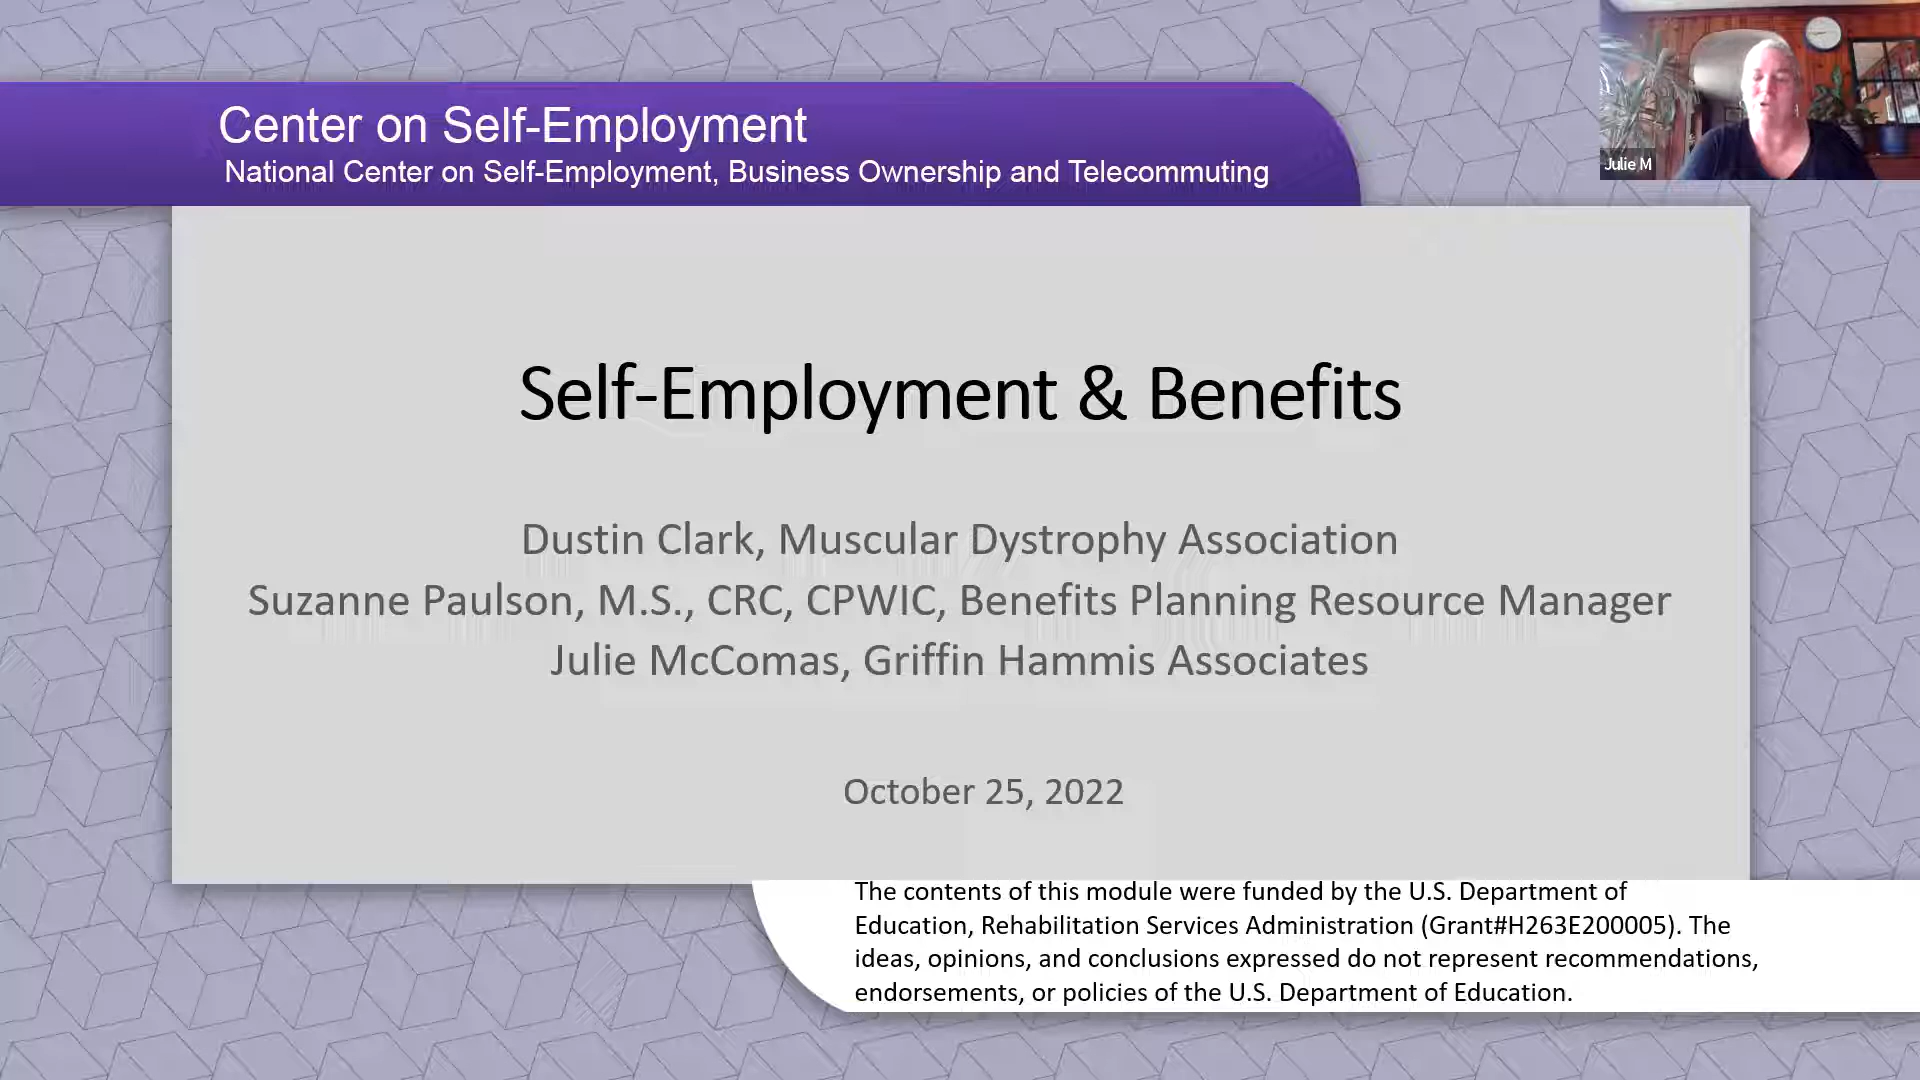 Center on Self-Employment
National Center on Self-Employment, Business Ownership and Telecommuting
Julie M
Self-Employment & Benefits
Dustin Clark, Muscular Dystrophy Association
Suzanne Paulson, M.S., CRC, CPWIC, Benefits Planning Resource Manager
Julie McComas, Griffin Hammis Associates
October 25, 2022
The contents of this module were funded by the U.S. Department of
Education, Rehabilitation Services Administration (Grant#H263E200005). The
ideas, opinions, and conclusions expressed do not represent recommendations,
endorsements, or policies of the U.S. Department of Education.